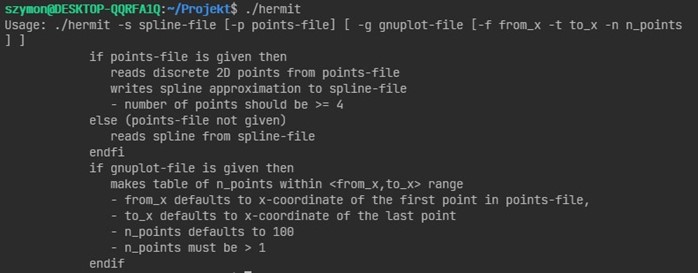 szymon@DESKTOP-QQRFA1Q:~/Projekt$ ./hermit
Usage: ./hermit -s spline-file [-p points-file] [ -g gnuplot-file [-f from_x -t to_x -n n_points
] ]
if points-file is given then
reads discrete 2D points from points-file
writes spline approximation to spline-file
- number of points should be >= 4
else (points-file not given)
reads spline from spline-file
endfi
if gnuplot-file is given then
makes table of n_points within <from_x,to_x> range
- from_x defaults to x-coordinate of the first point in points-file,
- to_x defaults to x-coordinate of the last point
- n_points defaults to 100
- n_points must be > 1
endif